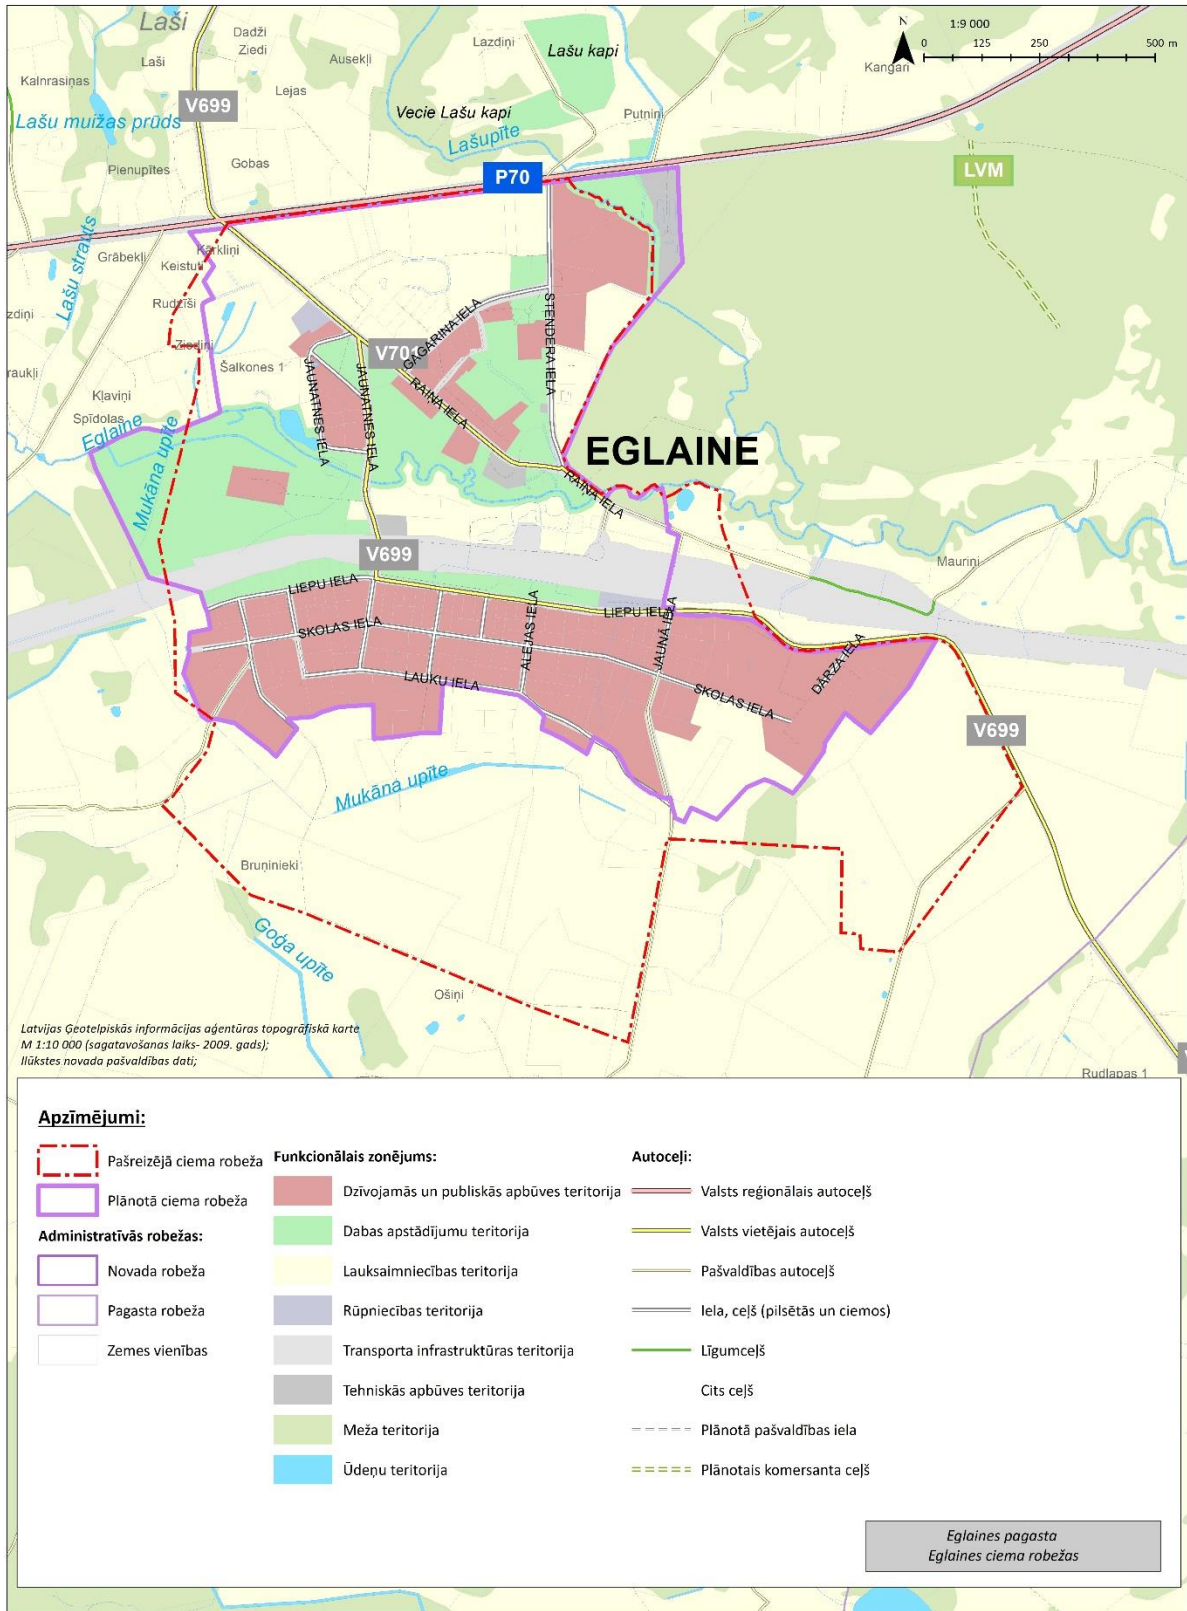 Laši
Dadži
Ziedi
Laši
Ausekļi
Lazdiņi
Lašu kapi
N
1:9 000
0 125 250 500 m
Kangari
Kalnrasiņas
Lejas
V699
Vecie Lašu kapi
Putniņi
Lašu muižas prūds
Lašupīte
Pienupītes
Gobas
P70
LVM
Lašu strauts
Grābekļi
Kārkliņi
Keistuti
Rudzīši
zdiņi
Ziediņi
raukļi
Šalkones 1
V701
GAGARINA IELA
STENDERA IELA
Kļaviņi
JAUNATNES IELA
JAUNATNES IELA
RAIŅA IELA
Spīdolas
Eglaine
Mukāna upīte
EGLAINE
RAIŅA IELA
V699
Mauriņi
LIEPU IELA
LIEPU IELA
SKOLAS IELA
ALEJAS IELA
JAUNĀ IELA
DĀRZA IELA
LAUKU IELA
SKOLAS IELA
V699
Mukāna upīte
Bruņinieki
Goģa upīte
Ošiņi
Latvijas Ģeotelpiskās informācijas aģentūras topogrāfiskā karte
M 1:10 000 (sagatavošanas laiks- 2009. gads);
Ilūkstes novada pašvaldības dati;
Rudlapas 1
Apzīmējumi:
Pašreizējā ciema robeža
Plānotā ciema robeža
Administratīvās robežas:
Novada robeža
Pagasta robeža
Zemes vienības
Funkcionālais zonējums:
Dzīvojamās un publiskās apbūves teritorija
Dabas apstādījumu teritorija
Lauksaimniecības teritorija
Rūpniecības teritorija
Transporta infrastruktūras teritorija
Tehniskās apbūves teritorija
Meža teritorija
Ūdeņu teritorija
Autoceļi:
Valsts reģionālais autoceļš
Valsts vietējais autoceļš
Pašvaldības autoceļš
Iela, ceļš (pilsētās un ciemos)
Līgumceļš
Cits ceļš
Plānotā pašvaldības iela
Plānotais komersanta ceļš
Eglaines pagasta
Eglaines ciema robežas